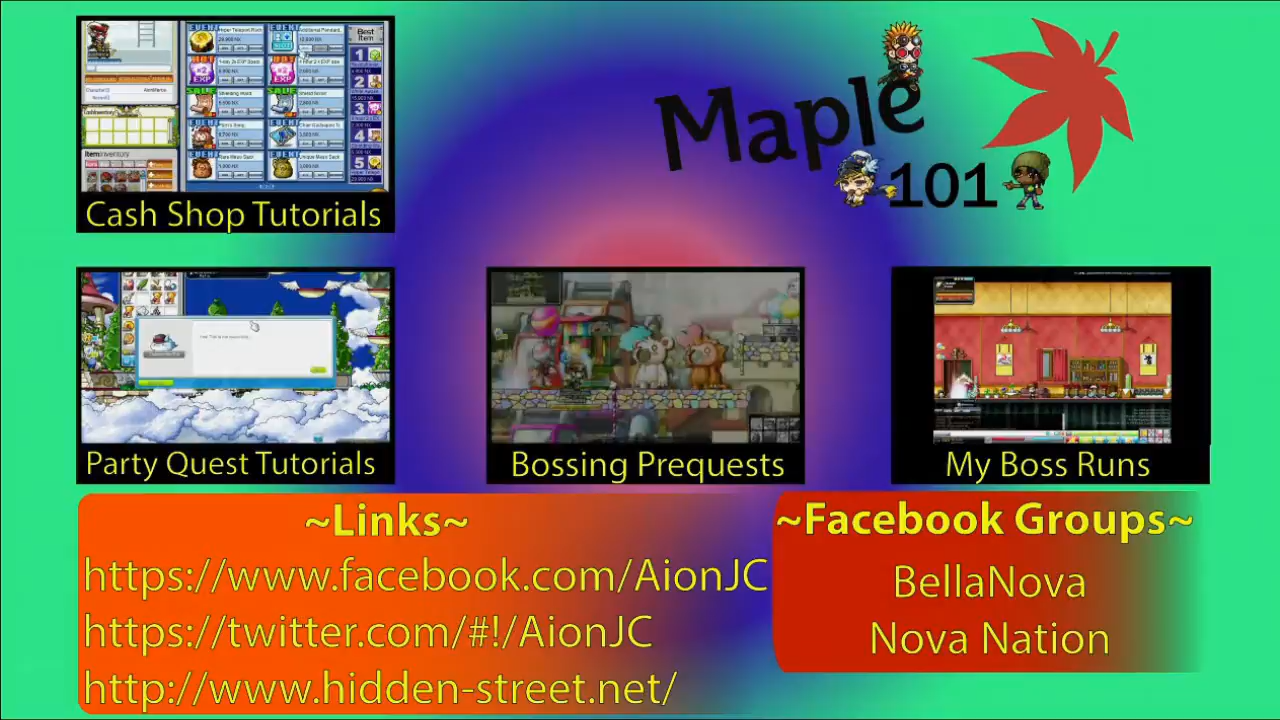 Maple
101
Cash Shop Tutorials
Party Quest Tutorials
Bossing Prequests
My Boss Runs
~Links~
https://www.facebook.com/AionJC
https://twitter.com/#!/AionJC
http://www.hidden-street.net/
~Facebook Groups~
BellaNova
Nova Nation